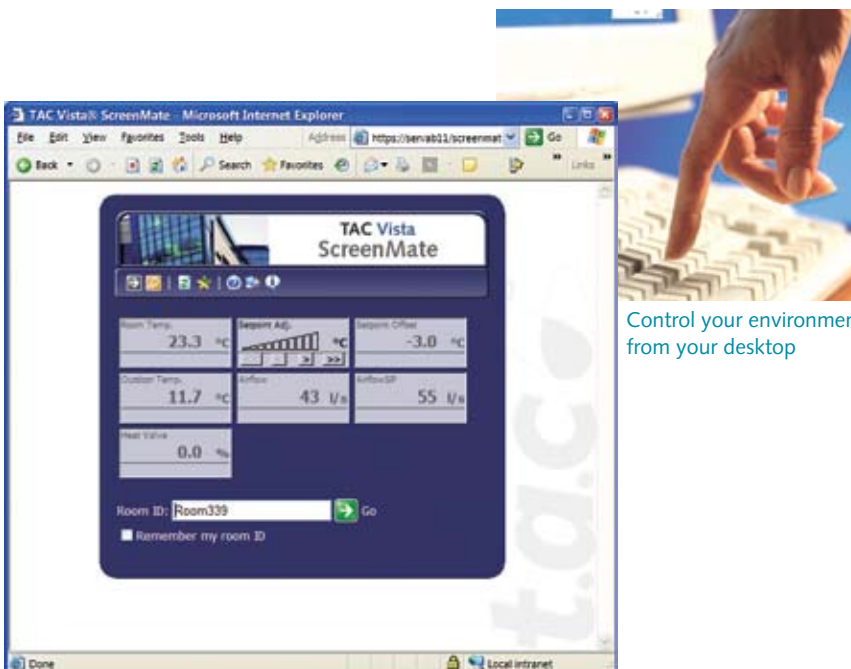 TAC Vista® ScreenMate - Microsoft Internet Explorer
File Edit View Favorites Tools Help
Address https://servab11/screenmat Go
Back Search Favorites Links
TAC Vista
ScreenMate
Room Temp. Setpoint Adj. Setpoint Offset
23.3 °C °C -3.0 °C
Outdoor Temp. Airflow AirflowSP
11.7 °C 43 l/s 55 l/s
Heat Valve
0.0 %
Room ID: Room339 Go
Remember my room ID
t.a.c
Done Local intranet
Control your environmen
from your desktop